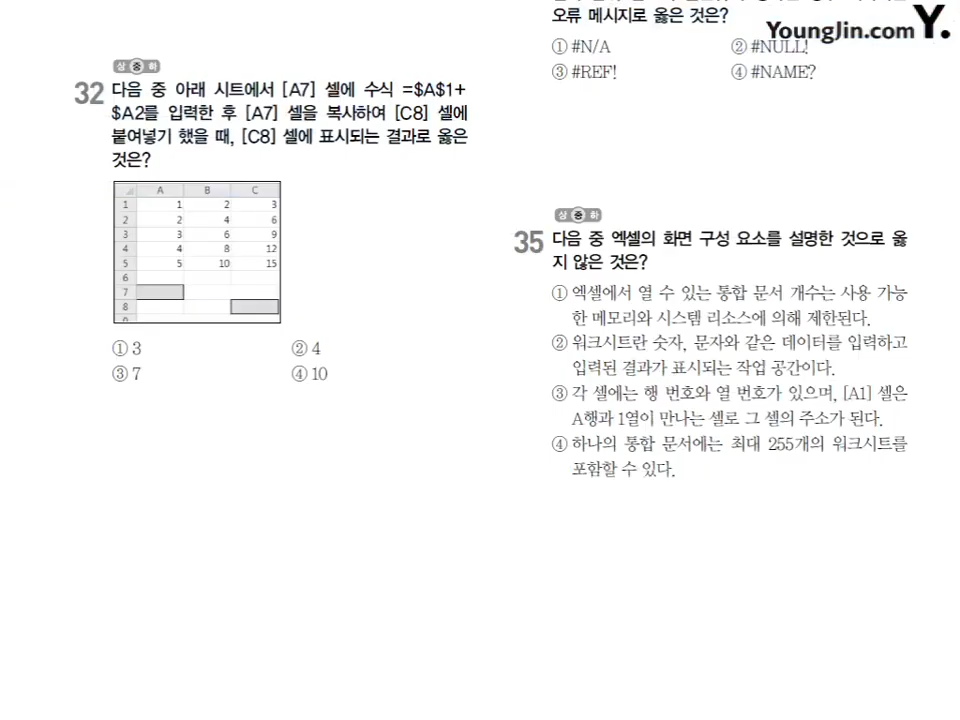 상 중 하
32 다음 중 아래 시트에서 [A7] 셀에 수식 =$A$1+
$A2를 입력한 후 [A7] 셀을 복사하여 [C8] 셀에
붙여넣기 했을 때, [C8] 셀에 표시되는 결과로 옳은
것은?
A B C
1 1 2 3
2 2 4 6
3 3 6 9
4 4 8 12
5 5 10 15
6
7
8
① 3 ② 4
③ 7 ④ 10
오류 메시지로 옳은 것은?
YoungJin.com Y.
① #N/A ② #NULL!
③ #REF! ④ #NAME?
상 중 하
35 다음 중 엑셀의 화면 구성 요소를 설명한 것으로 옳
지 않은 것은?
① 엑셀에서 열 수 있는 통합 문서 개수는 사용 가능
한 메모리와 시스템 리소스에 의해 제한된다.
② 워크시트란 숫자, 문자와 같은 데이터를 입력하고
입력된 결과가 표시되는 작업 공간이다.
③ 각 셀에는 행 번호와 열 번호가 있으며, [A1] 셀은
A행과 1열이 만나는 셀로 그 셀의 주소가 된다.
④ 하나의 통합 문서에는 최대 255개의 워크시트를
포함할 수 있다.